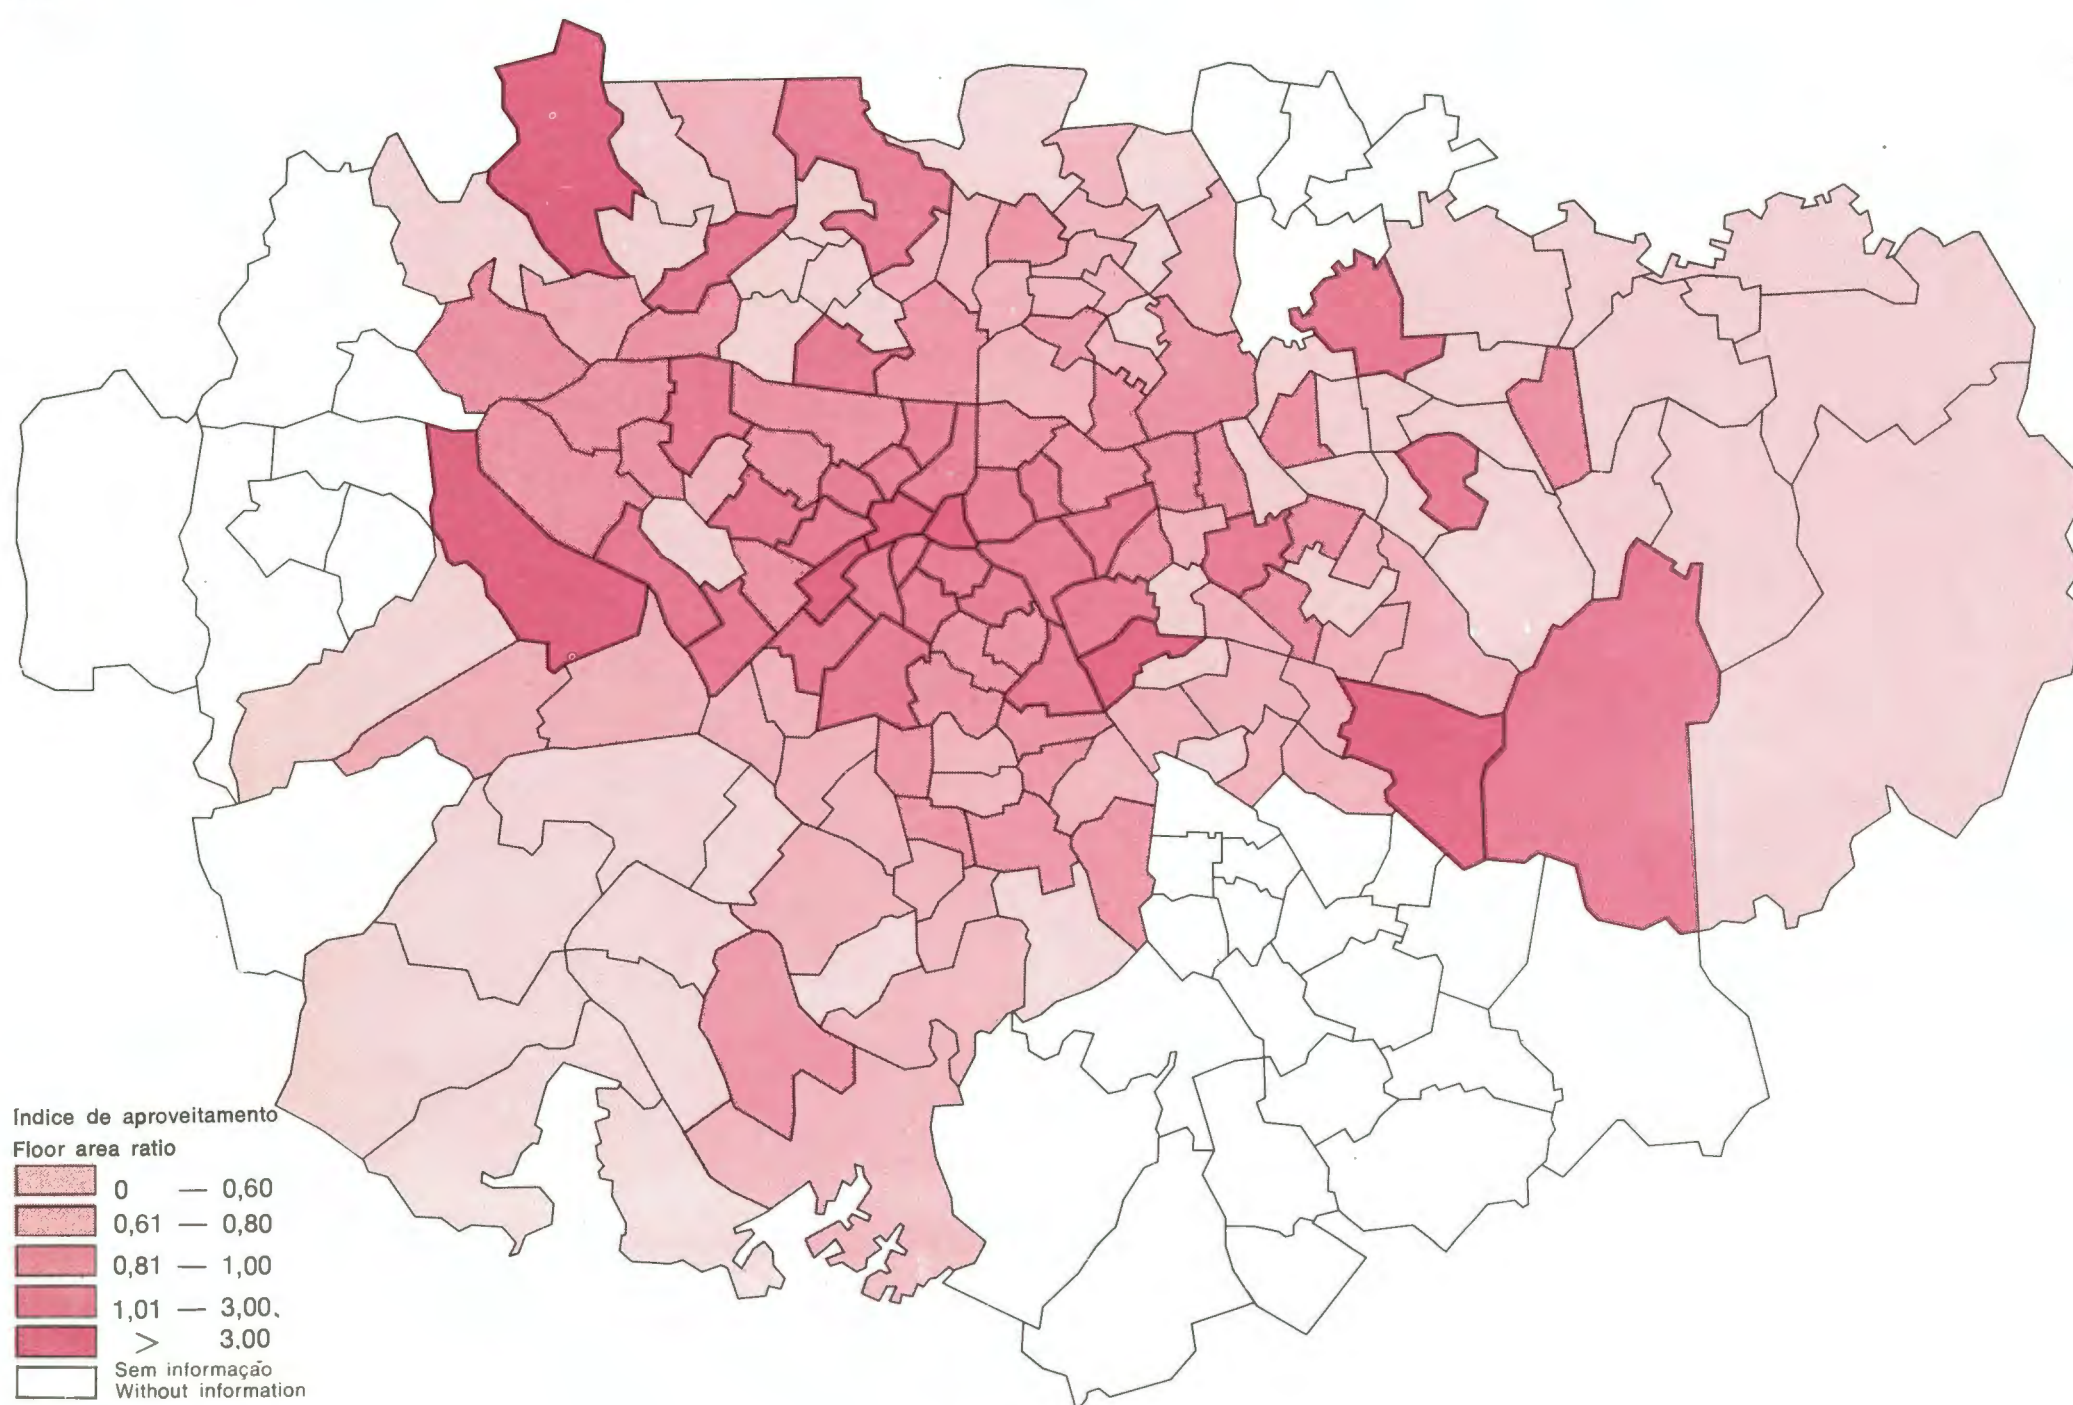 Índice de aproveitamento
Floor area ratio
0 — 0,60
0,61 — 0,80
0,81 — 1,00
1,01 — 3,00.
> 3,00
Sem informação
Without information